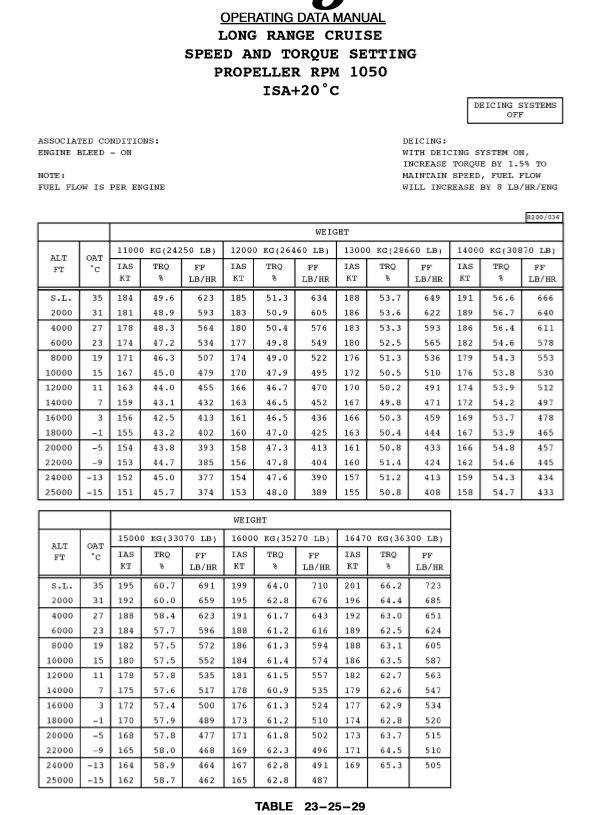 OPERATING DATA MANUAL
LONG RANGE CRUISE
SPEED AND TORQUE SETTING
PROPELLER RPM 1050
ISA+20°C
DEICING SYSTEMS
OFF
ASSOCIATED CONDITIONS:
ENGINE BLEED - ON
NOTE:
FUEL FLOW IS PER ENGINE
DEICING:
WITH DEICING SYSTEM ON,
INCREASE TORQUE BY 1.5% TO
MAINTAIN SPEED, FUEL FLOW
WILL INCREASE BY 8 LB/HR/ENG
8200/036
WEIGHT
ALT FT OAT °C 11000 KG(24250 LB) 12000 KG(26460 LB) 13000 KG(28660 LB) 14000 KG(30870 LB)
IAS TRQ FF IAS TRQ FF IAS TRQ FF IAS TRQ FF
KT % LB/HR KT % LB/HR KT % LB/HR KT % LB/HR
S.L. 35 184 49.6 623 185 51.3 634 188 53.7 649 191 56.6 666
2000 31 181 48.9 593 183 50.9 605 186 53.6 622 189 56.7 640
4000 27 178 48.3 564 180 50.4 576 183 53.3 593 186 56.4 611
6000 23 174 47.2 534 177 49.8 549 180 52.5 565 182 54.6 578
8000 19 171 46.3 507 174 49.0 522 176 51.3 536 179 54.3 553
10000 15 167 45.0 479 170 47.9 495 172 50.5 510 176 53.8 530
12000 11 163 44.0 455 166 46.7 470 170 50.2 491 174 53.9 512
14000 7 159 43.1 432 163 46.5 452 167 49.8 471 172 54.2 497
16000 3 156 42.5 413 161 46.5 436 166 50.3 459 169 53.7 478
18000 -1 155 43.2 402 160 47.0 425 163 50.4 444 167 53.9 465
20000 -5 154 43.8 393 158 47.3 413 161 50.8 433 166 54.8 457
22000 -9 153 44.7 385 156 47.8 404 160 51.4 424 162 54.6 445
24000 -13 152 45.0 377 154 47.6 390 157 51.2 413 159 54.3 434
25000 -15 151 45.7 374 153 48.0 389 155 50.8 408 158 54.7 433
WEIGHT
ALT FT OAT °C 15000 KG(33070 LB) 16000 KG(35270 LB) 16470 KG(36300 LB)
IAS TRQ FF IAS TRQ FF IAS TRQ FF
KT % LB/HR KT % LB/HR KT % LB/HR
S.L. 35 195 60.7 691 199 64.0 710 201 66.2 723
2000 31 192 60.0 659 195 62.8 676 196 64.4 685
4000 27 188 58.4 623 191 61.7 643 192 63.0 651
6000 23 184 57.7 596 188 61.2 616 189 62.5 624
8000 19 182 57.5 572 186 61.3 594 188 63.1 605
10000 15 180 57.5 552 184 61.4 574 186 63.5 587
12000 11 178 57.8 535 181 61.5 557 182 62.7 563
14000 7 175 57.6 517 178 60.9 535 179 62.6 547
16000 3 172 57.4 500 176 61.3 524 177 62.9 534
18000 -1 170 57.9 489 173 61.2 510 174 62.8 520
20000 -5 168 57.8 477 171 61.8 502 173 63.7 515
22000 -9 165 58.0 468 169 62.3 496 171 64.5 510
24000 -13 164 58.9 464 167 62.8 491 169 65.3 505
25000 -15 162 58.7 462 165 62.8 487
TABLE 23-25-29